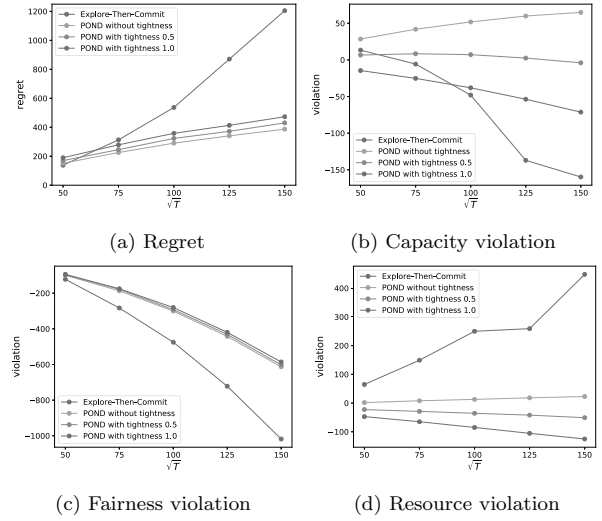 1200
1000
800
600
400
200
0
regret
Explore-Then-Commit
POND without tightness
POND with tightness 0.5
POND with tightness 1.0
50 75 100 125 150
√T
(a) Regret
50
0
−50
−100
−150
violation
Explore-Then-Commit
POND without tightness
POND with tightness 0.5
POND with tightness 1.0
50 75 100 125 150
√T
(b) Capacity violation
−200
−400
−600
−800
−1000
violation
Explore-Then-Commit
POND without tightness
POND with tightness 0.5
POND with tightness 1.0
50 75 100 125 150
√T
(c) Fairness violation
400
300
200
100
0
−100
violation
Explore-Then-Commit
POND without tightness
POND with tightness 0.5
POND with tightness 1.0
50 75 100 125 150
√T
(d) Resource violation